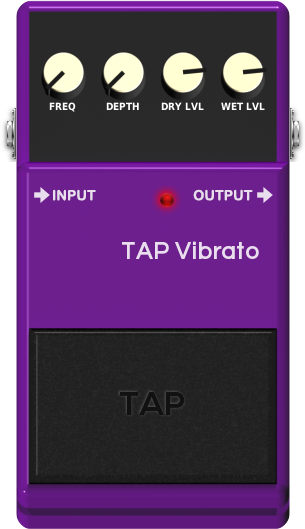 FREQ DEPTH DRY LVL WET LVL
INPUT OUTPUT
TAP Vibrato
TAP